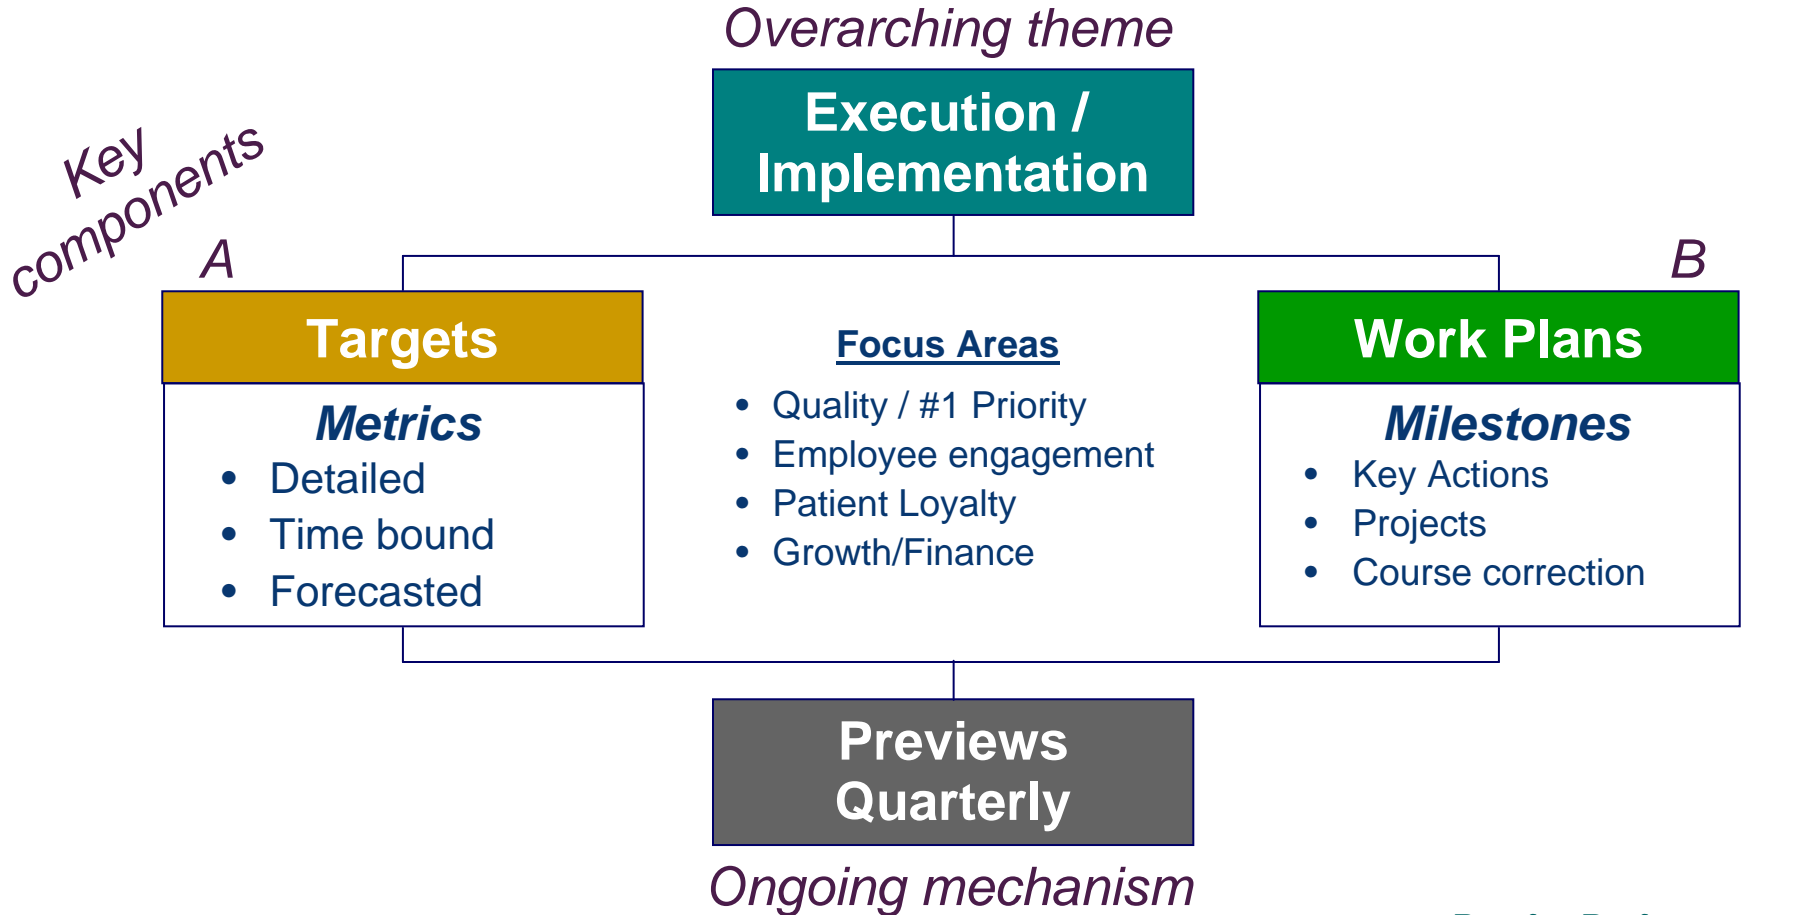 Overarching theme
Execution /
Implementation
Key
components
A
B
Targets
Metrics
• Detailed
• Time bound
• Forecasted
Focus Areas
• Quality / #1 Priority
• Employee engagement
• Patient Loyalty
• Growth/Finance
Work Plans
Milestones
• Key Actions
• Projects
• Course correction
Previews
Quarterly
Ongoing mechanism